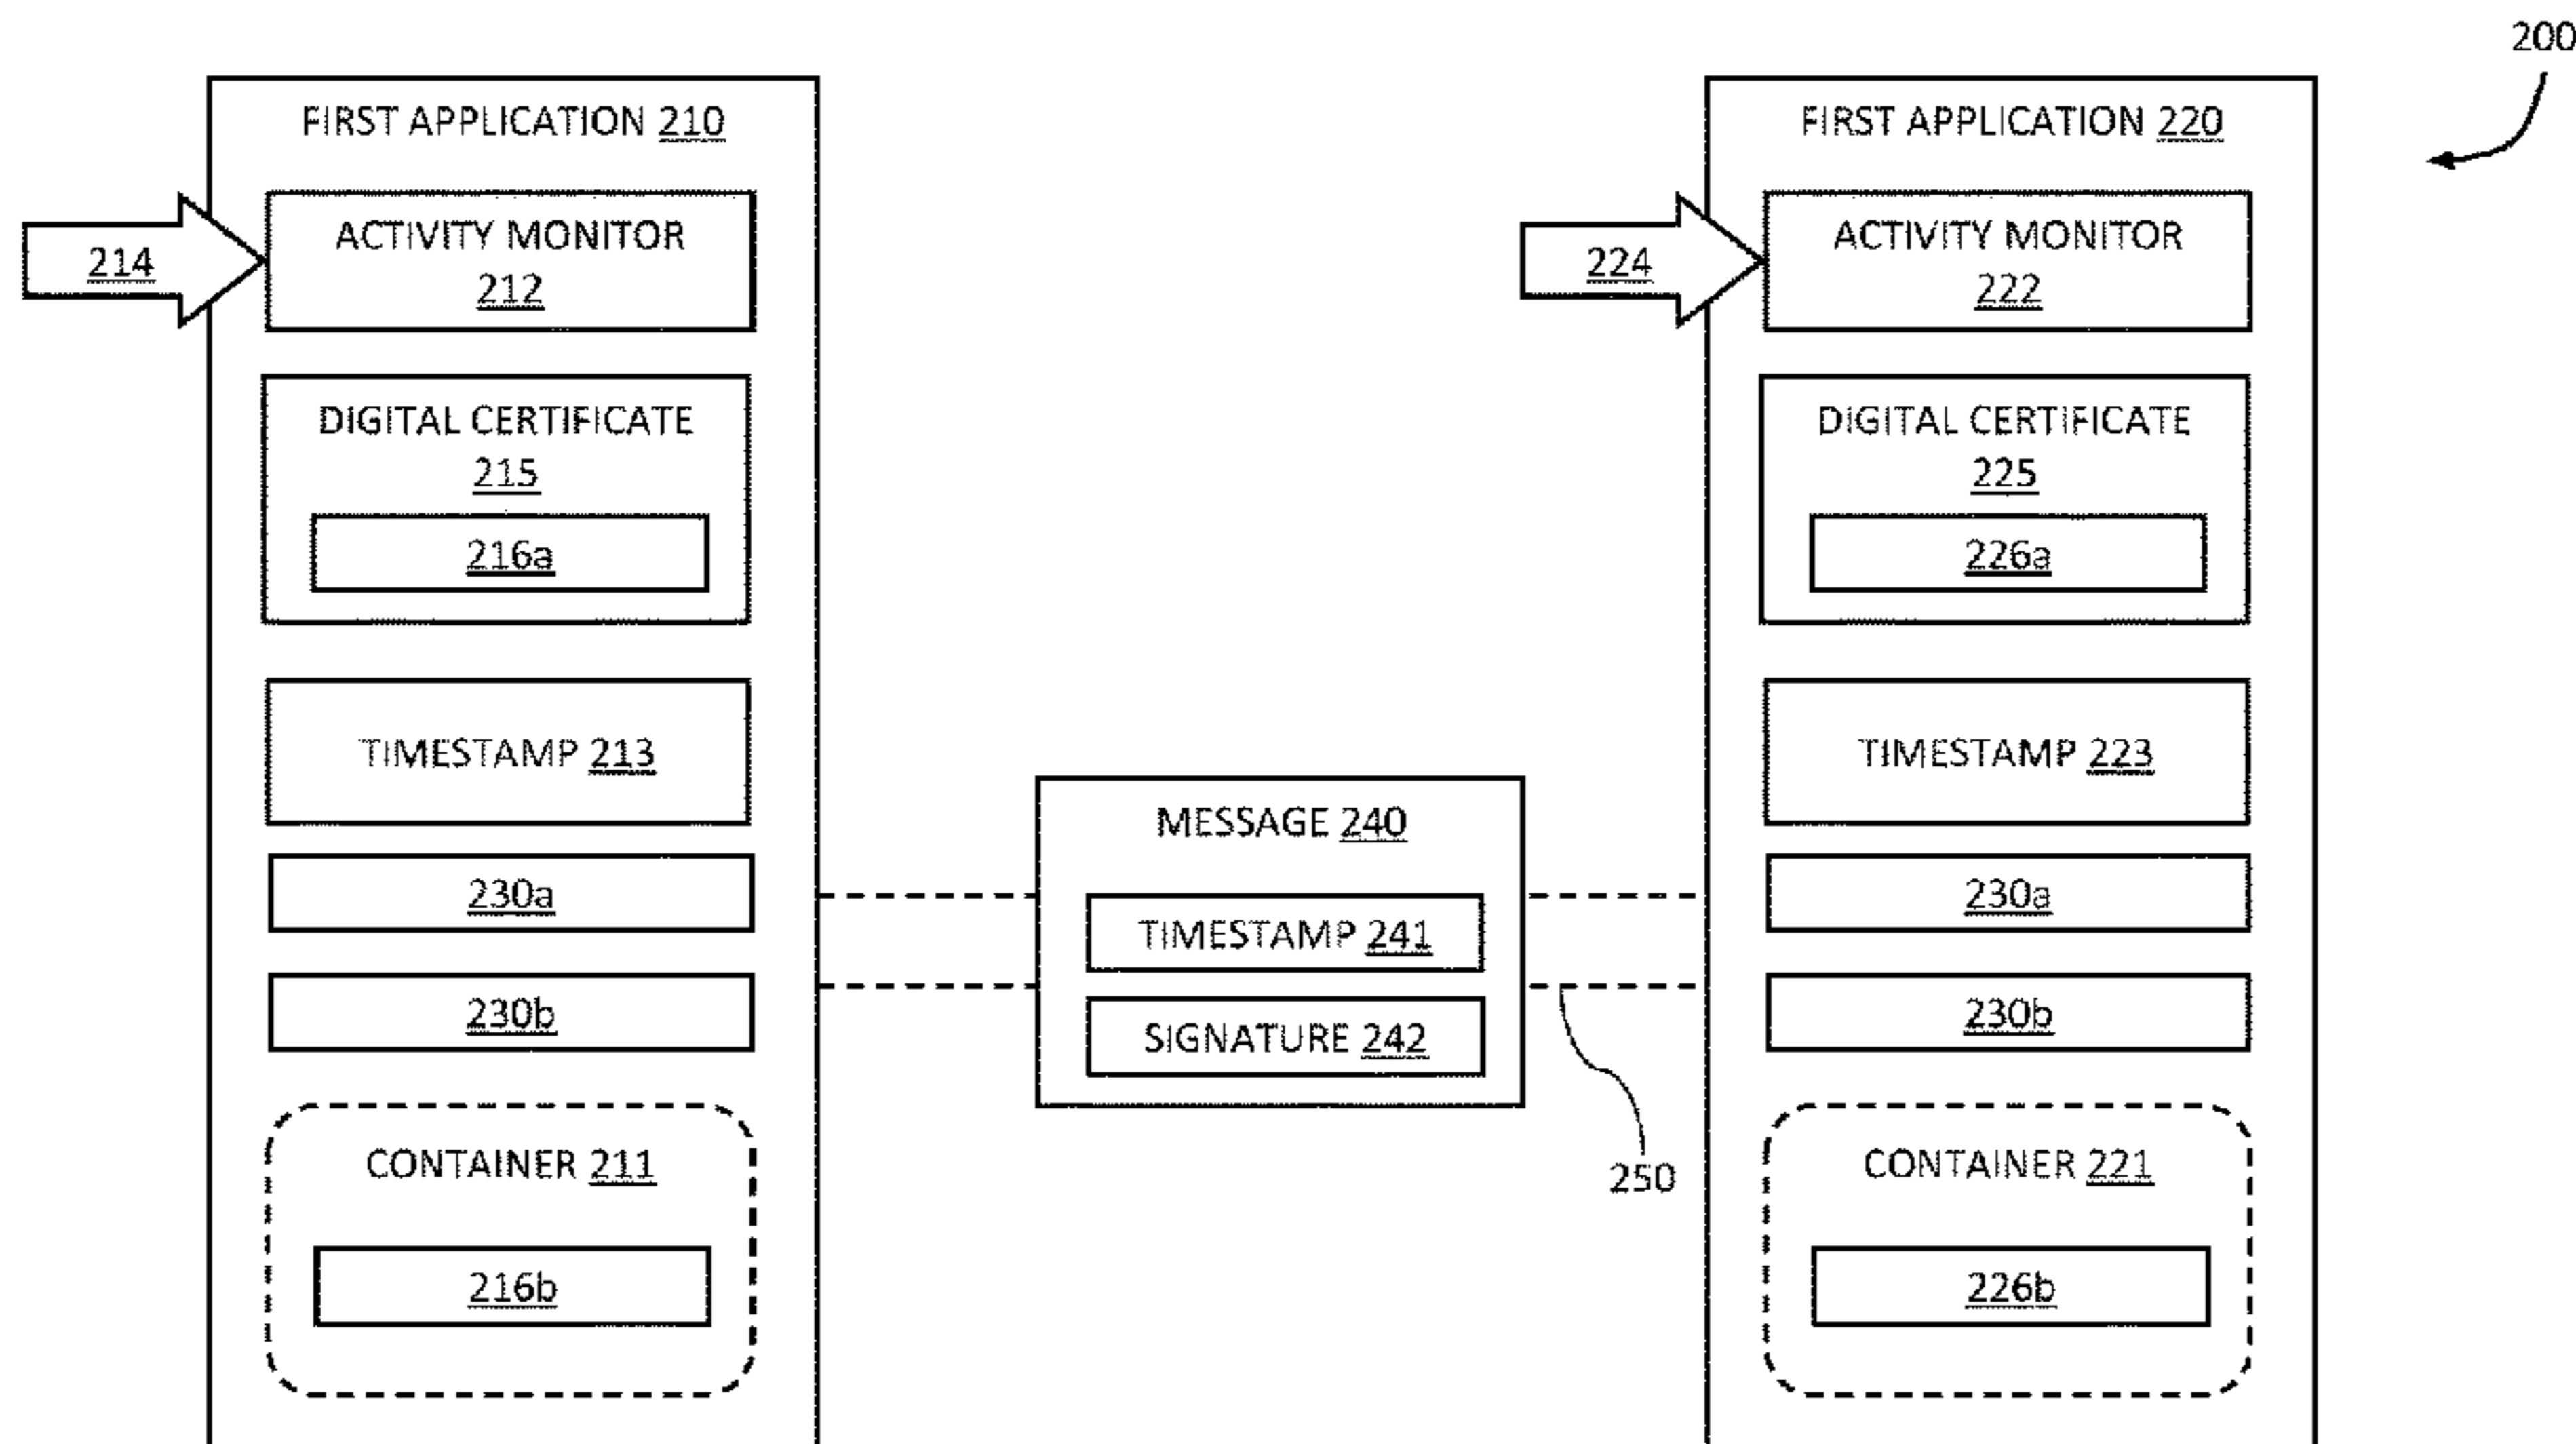 200
FIRST APPLICATION 210
214
ACTIVITY MONITOR
212
DIGITAL CERTIFICATE
215
216a
TIMESTAMP 213
230a
230b
CONTAINER 211
216b
MESSAGE 240
TIMESTAMP 241
SIGNATURE 242
250
FIRST APPLICATION 220
224
ACTIVITY MONITOR
222
DIGITAL CERTIFICATE
225
226a
TIMESTAMP 223
230a
230b
CONTAINER 221
226b